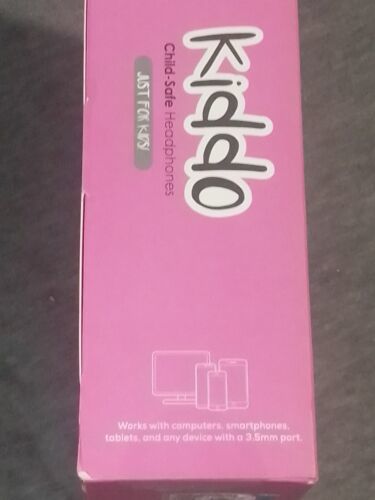 Kiddo
Child-Safe Headphones
JUST FOR KIDS!
Works with computers, smartphones,
tablets, and any device with a 3.5mm port.